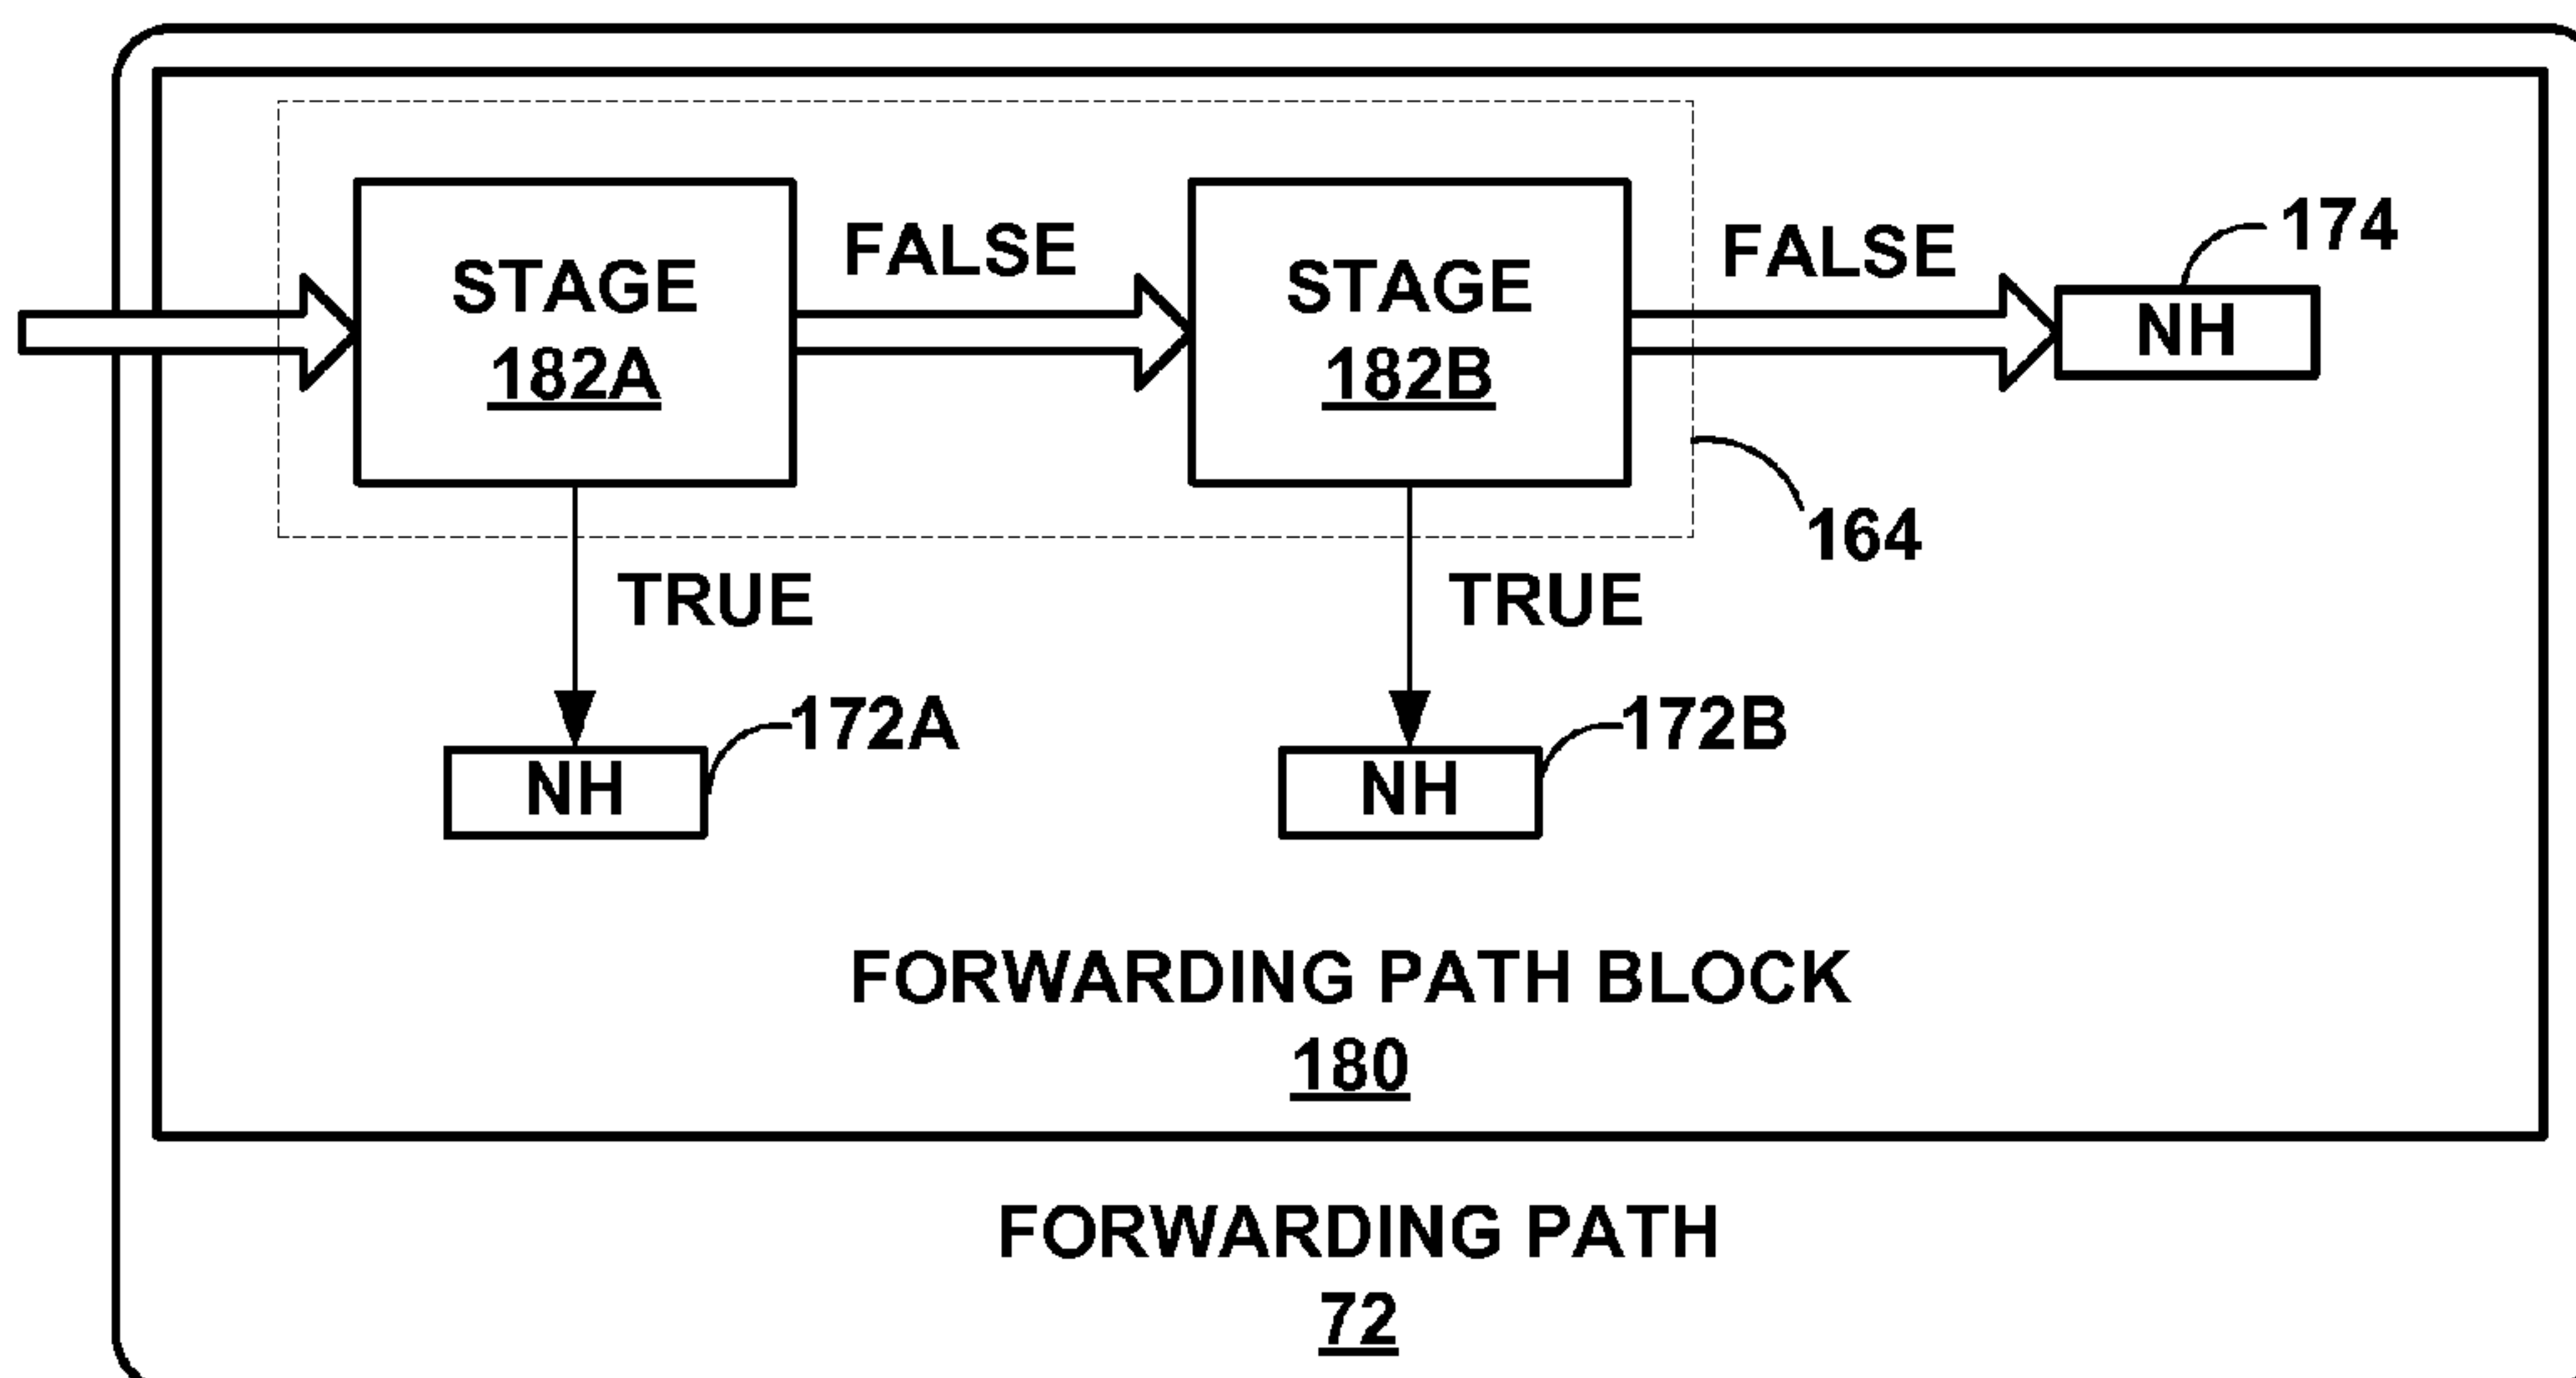 STAGE
182A
FALSE
STAGE
182B
FALSE
174
NH
164
TRUE
TRUE
172A
172B
NH
NH
FORWARDING PATH BLOCK
180
FORWARDING PATH
72